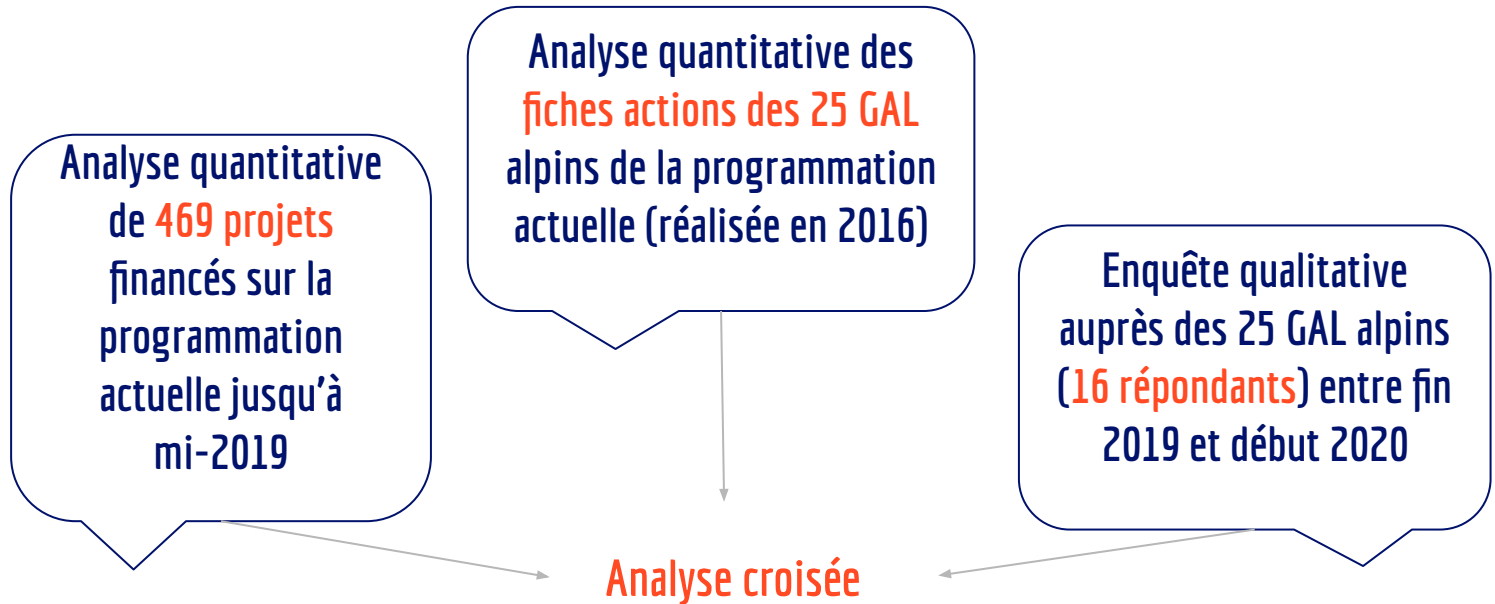 Analyse quantitative
de 469 projets
financés sur la
programmation
actuelle jusqu'à
mi-2019
Analyse quantitative des
fiches actions des 25 GAL
alpins de la programmation
actuelle (réalisée en 2016)
Enquête qualitative
auprès des 25 GAL alpins
(16 répondants) entre fin
2019 et début 2020
Analyse croisée